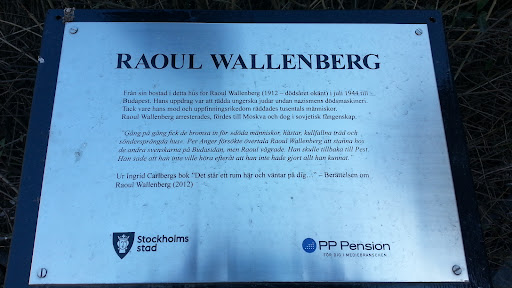 RAOUL WALLENBERG
Från sin bostad i detta hus for Raoul Wallenberg (1912 – dödsåret okänt) i juli 1944 till
Budapest. Hans uppdrag var att rädda ungerska judar undan nazismens dödsmaskineri.
Tack vare hans mod och uppfinningsrikedom räddades tusentals människor.
Raoul Wallenberg arresterades, fördes till Moskva och dog i sovjetisk fångenskap.
"Gång på gång fick de bromsa in för sårade människor, hästar, kullfallna träd och
söndersprängda hus. Per Anger försökte övertala Raoul Wallenberg att stanna hos
de andra svenskarna på Budasidan, men Raoul vägrade. Han skulle tillbaka till Pest.
Han sade att han inte ville höra efteråt att han inte hade gjort allt han kunnat."
Ur Ingrid Carlbergs bok "Det står ett rum här och väntar på dig…" – Berättelsen om
Raoul Wallenberg (2012)
Stockholms
stad
PP Pension
FÖR DIG I MEDIEBRANSCHEN